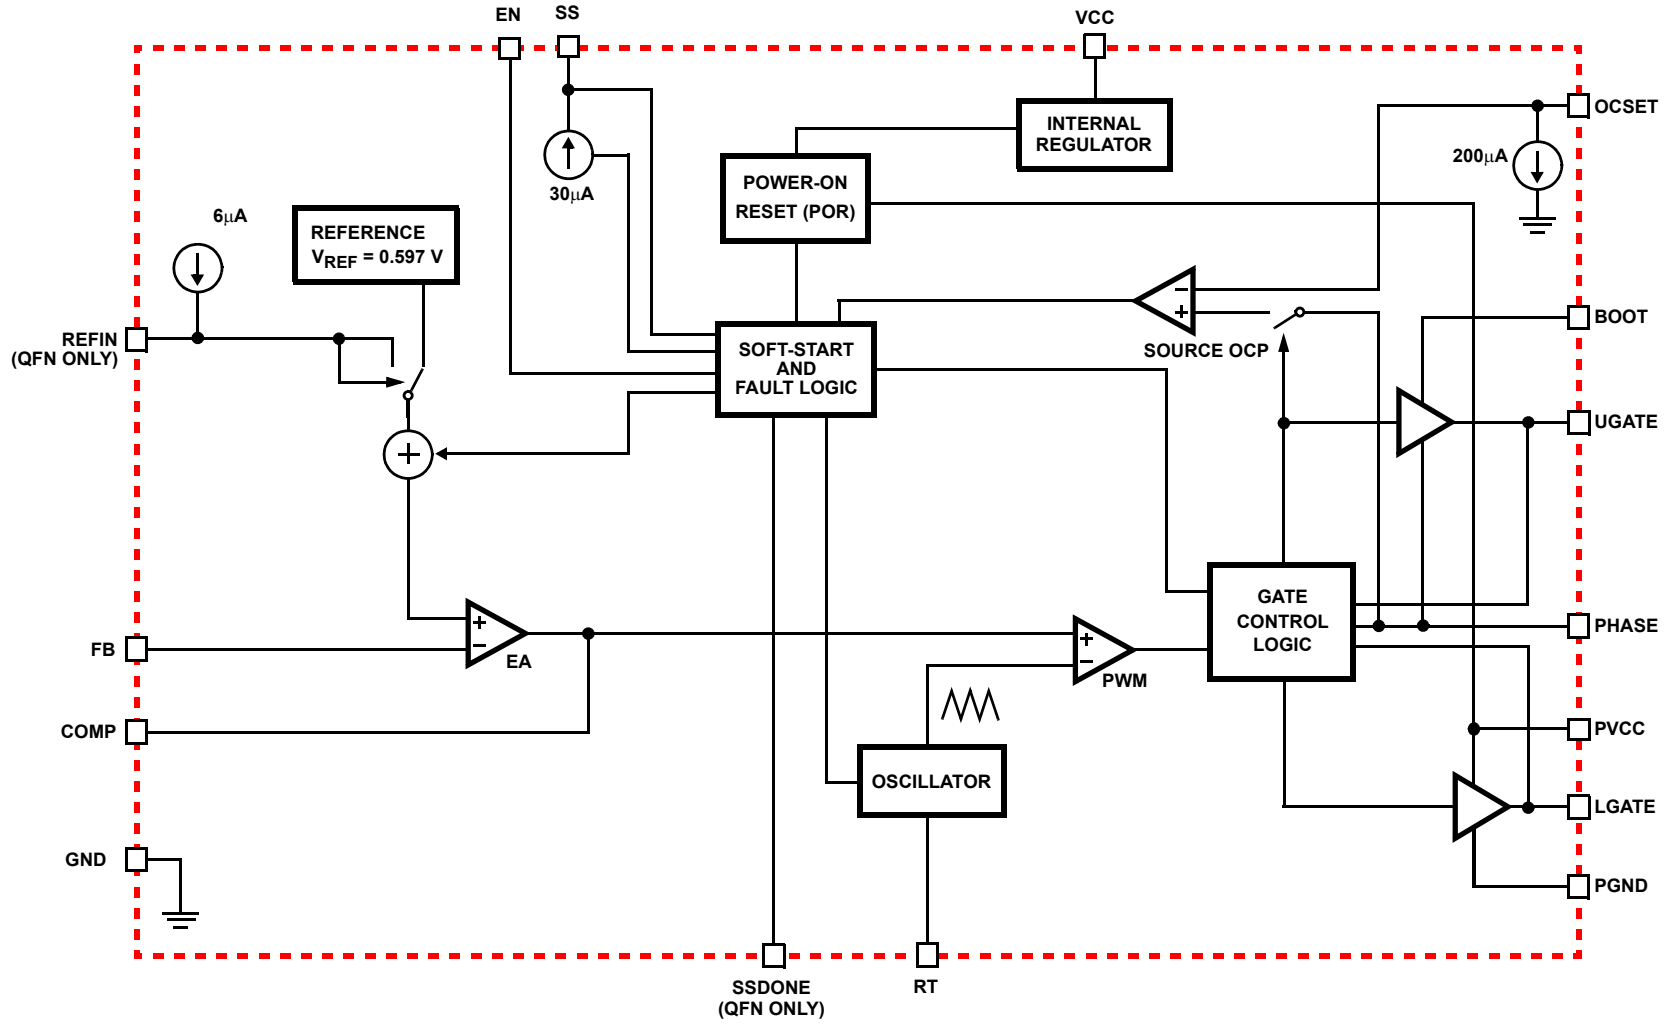 EN
SS
VCC
OCSET
INTERNAL
REGULATOR
200μA
30μA
POWER-ON
RESET (POR)
6μA
REFERENCE
VREF = 0.597 V
REFIN
(QFN ONLY)
BOOT
SOFT-START
AND
FAULT LOGIC
−
+
SOURCE OCP
UGATE
+
GATE
CONTROL
LOGIC
PHASE
FB
+
−
EA
+
−
PWM
COMP
PVCC
OSCILLATOR
LGATE
GND
PGND
SSDONE
(QFN ONLY)
RT